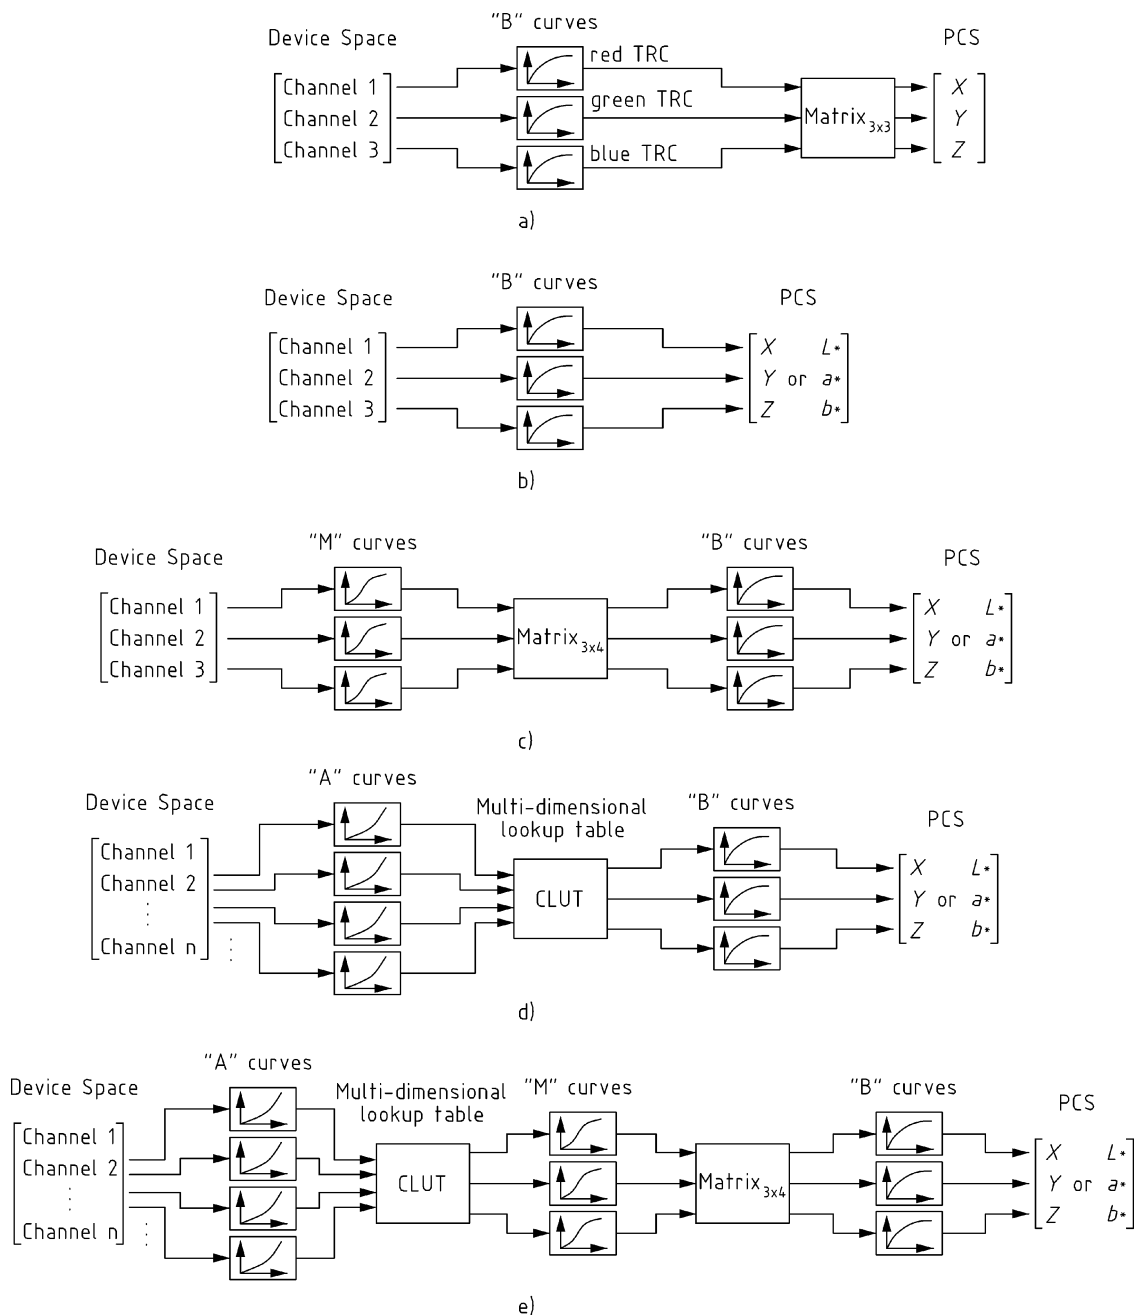 "B" curves
Device Space
PCS
Channel 1
Channel 2
Channel 3
red TRC
green TRC
blue TRC
Matrix3x3
X
Y
Z
a)
"B" curves
Device Space
PCS
Channel 1
Channel 2
Channel 3
X L*
Y or a*
Z b*
b)
"M" curves
"B" curves
Device Space
PCS
Channel 1
Channel 2
Channel 3
Matrix3x4
X L*
Y or a*
Z b*
c)
"A" curves
Device Space
Multi-dimensional
lookup table
"B" curves
PCS
Channel 1
Channel 2
⋮
Channel n
⋮
CLUT
X L*
Y or a*
Z b*
d)
"A" curves
Device Space
Multi-dimensional
lookup table
"M" curves
"B" curves
PCS
Channel 1
Channel 2
⋮
Channel n
⋮
CLUT
Matrix3x4
X L*
Y or a*
Z b*
e)